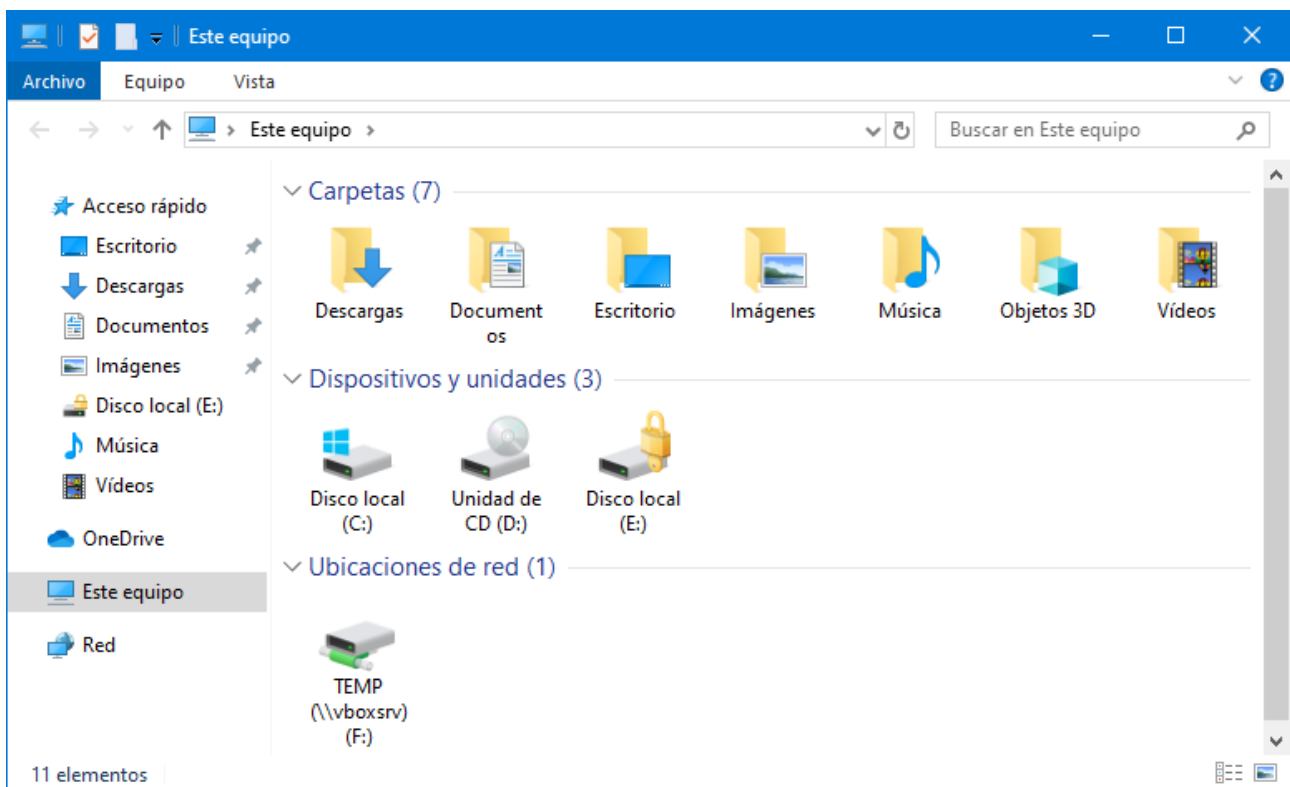 Este equipo
Archivo Equipo Vista
Este equipo
Buscar en Este equipo
Acceso rápido
Escritorio
Descargas
Documentos
Imágenes
Disco local (E:)
Música
Vídeos
OneDrive
Este equipo
Red
Carpetas (7)
Descargas
Document
os
Escritorio
Imágenes
Música
Objetos 3D
Vídeos
Dispositivos y unidades (3)
Disco local
(C:)
Unidad de
CD (D:)
Disco local
(E:)
Ubicaciones de red (1)
TEMP
(\\vboxsrv)
(F:)
11 elementos